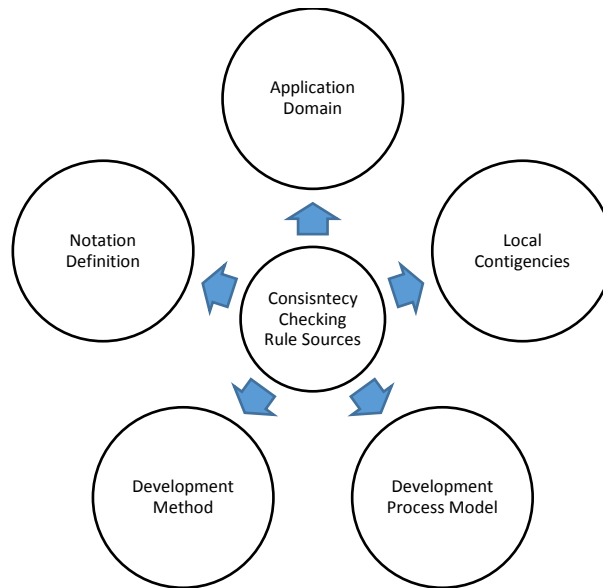 Application
Domain
Notation
Definition
Local
Contigencies
Consisntecy
Checking
Rule Sources
Development
Method
Development
Process Model